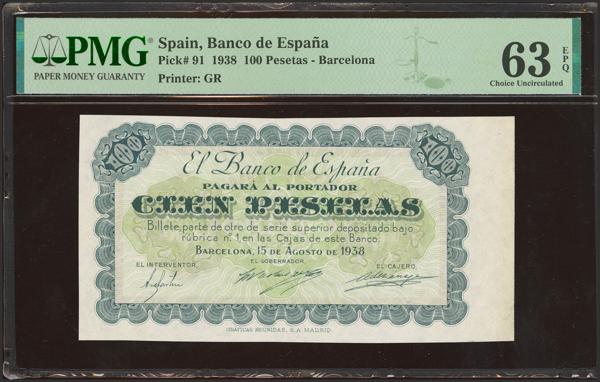 PMG
PAPER MONEY GUARANTY
Spain, Banco de España
Pick# 91 1938 100 Pesetas - Barcelona
Printer: GR
63 EPQ
Choice Uncirculated
100 100
El Banco de España
PAGARÁ AL PORTADOR
CIEN PESETAS
Billete, parte de otro de serie superior depositado bajo
rúbrica nº. 1, en las Cajas de este Banco.
BARCELONA, 15 DE AGOSTO DE 1938
EL INTERVENTOR, EL GOBERNADOR, EL CAJERO,
GRÁFICAS REUNIDAS, S.A. MADRID.